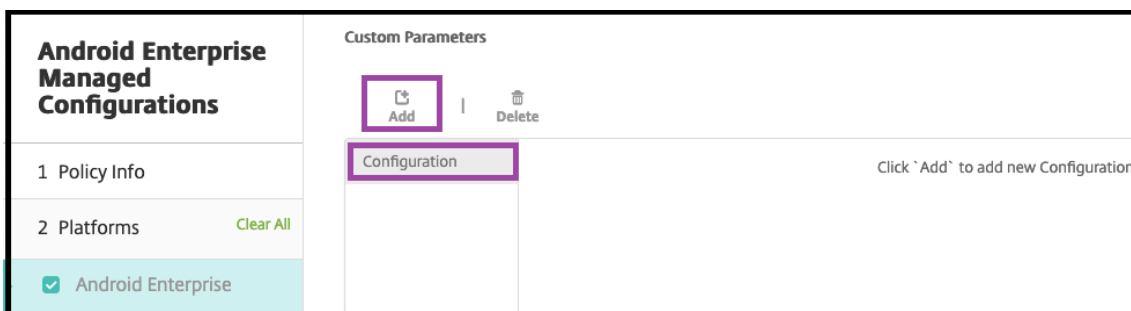 Android Enterprise
Managed
Configurations
1 Policy Info
2 Platforms Clear All
Android Enterprise
Custom Parameters
Add | Delete
Configuration
Click `Add` to add new Configuration